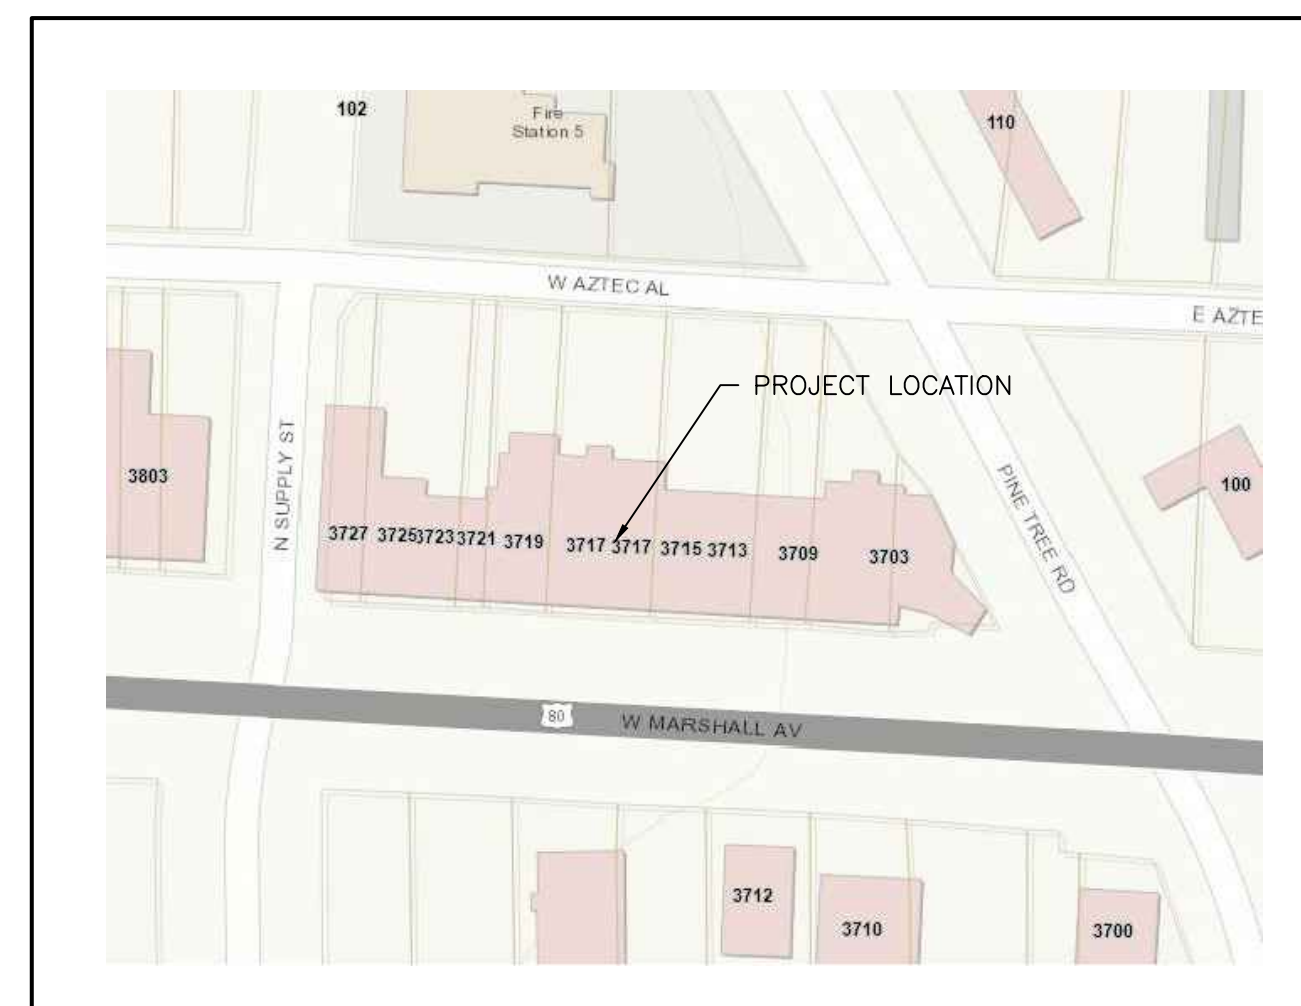 102
Fire
Station 5
110
W AZTEC AL
E AZTE
PROJECT LOCATION
3803
N SUPPLY ST
3727
3725
3723
3721
3719
3717
3717
3715
3713
3709
3703
PINE TREE RD
100
80
W MARSHALL AV
3712
3710
3700